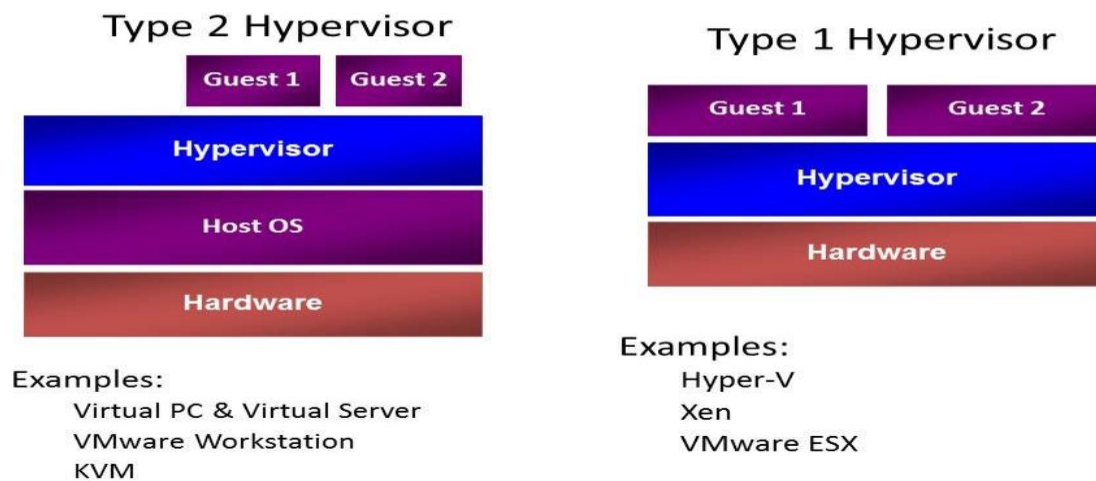 Type 2 Hypervisor
Guest 1
Guest 2
Hypervisor
Host OS
Hardware
Examples:
Virtual PC & Virtual Server
VMware Workstation
KVM
Type 1 Hypervisor
Guest 1
Guest 2
Hypervisor
Hardware
Examples:
Hyper-V
Xen
VMware ESX